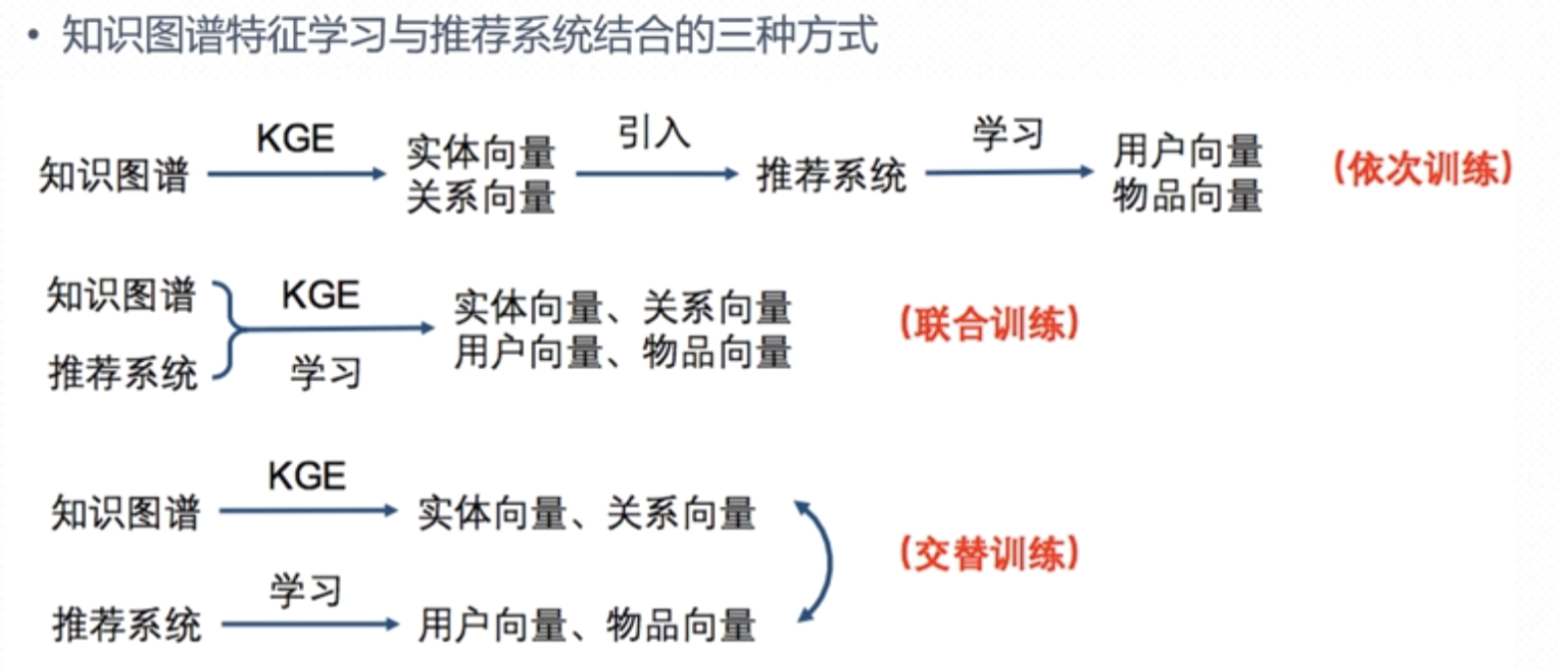 • 知识图谱特征学习与推荐系统结合的三种方式
知识图谱 KGE 实体向量 关系向量 引入 推荐系统 学习 用户向量 物品向量 (依次训练)
知识图谱 推荐系统 KGE 学习 实体向量、关系向量
用户向量、物品向量
(联合训练)
知识图谱 KGE 实体向量、关系向量
推荐系统 学习 用户向量、物品向量
(交替训练)